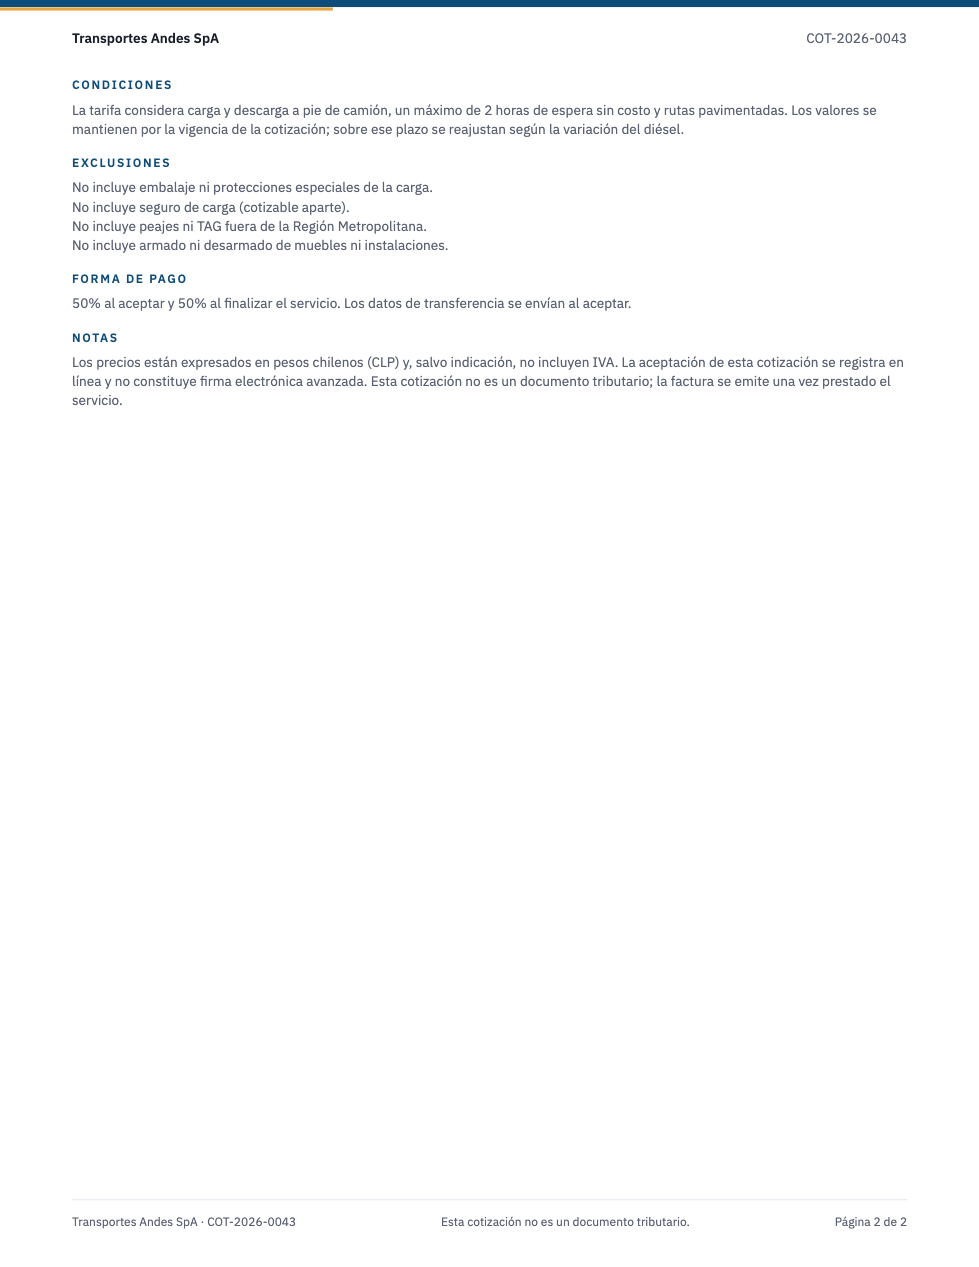 Transportes Andes SpA
COT-2026-0043
CONDICIONES
La tarifa considera carga y descarga a pie de camión, un máximo de 2 horas de espera sin costo y rutas pavimentadas. Los valores se
mantienen por la vigencia de la cotización; sobre ese plazo se reajustan según la variación del diésel.
EXCLUSIONES
No incluye embalaje ni protecciones especiales de la carga.
No incluye seguro de carga (cotizable aparte).
No incluye peajes ni TAG fuera de la Región Metropolitana.
No incluye armado ni desarmado de muebles ni instalaciones.
FORMA DE PAGO
50% al aceptar y 50% al finalizar el servicio. Los datos de transferencia se envían al aceptar.
NOTAS
Los precios están expresados en pesos chilenos (CLP) y, salvo indicación, no incluyen IVA. La aceptación de esta cotización se registra en
línea y no constituye firma electrónica avanzada. Esta cotización no es un documento tributario; la factura se emite una vez prestado el
servicio.
Transportes Andes SpA · COT-2026-0043
Esta cotización no es un documento tributario.
Página 2 de 2